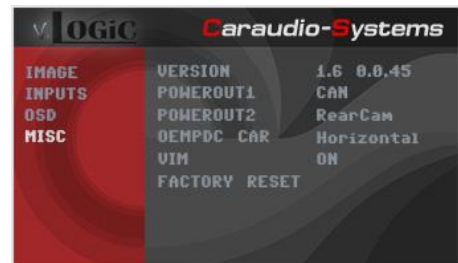 v.LOGiC Caraudio-Systems
IMAGE
INPUTS
OSD
MISC
VERSION 1.6 0.0.45
POWEROUT1 CAN
POWEROUT2 RearCam
OEMPDC CAR Horizontal
VIM ON
FACTORY RESET